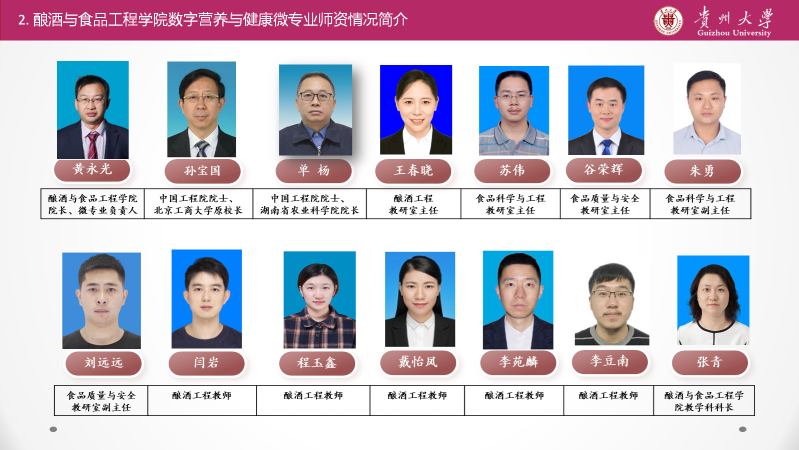 2. 酿酒与食品工程学院数字营养与健康微专业师资情况简介
贵州大学
Guizhou University
黄永光
孙宝国
单 杨
王春晓
苏伟
谷荣辉
朱勇
酿酒与食品工程学院
院长、微专业负责人
中国工程院院士、
北京工商大学原校长
中国工程院院士、
湖南省农业科学院院长
酿酒工程
教研室主任
食品科学与工程
教研室主任
食品质量与安全
教研室主任
食品科学与工程
教研室副主任
刘远远
闫岩
程玉鑫
戴怡凤
李苑麟
李豆南
张青
食品质量与安全
教研室副主任
酿酒工程教师
酿酒工程教师
酿酒工程教师
酿酒工程教师
酿酒工程教师
酿酒与食品工程学
院教学科科长